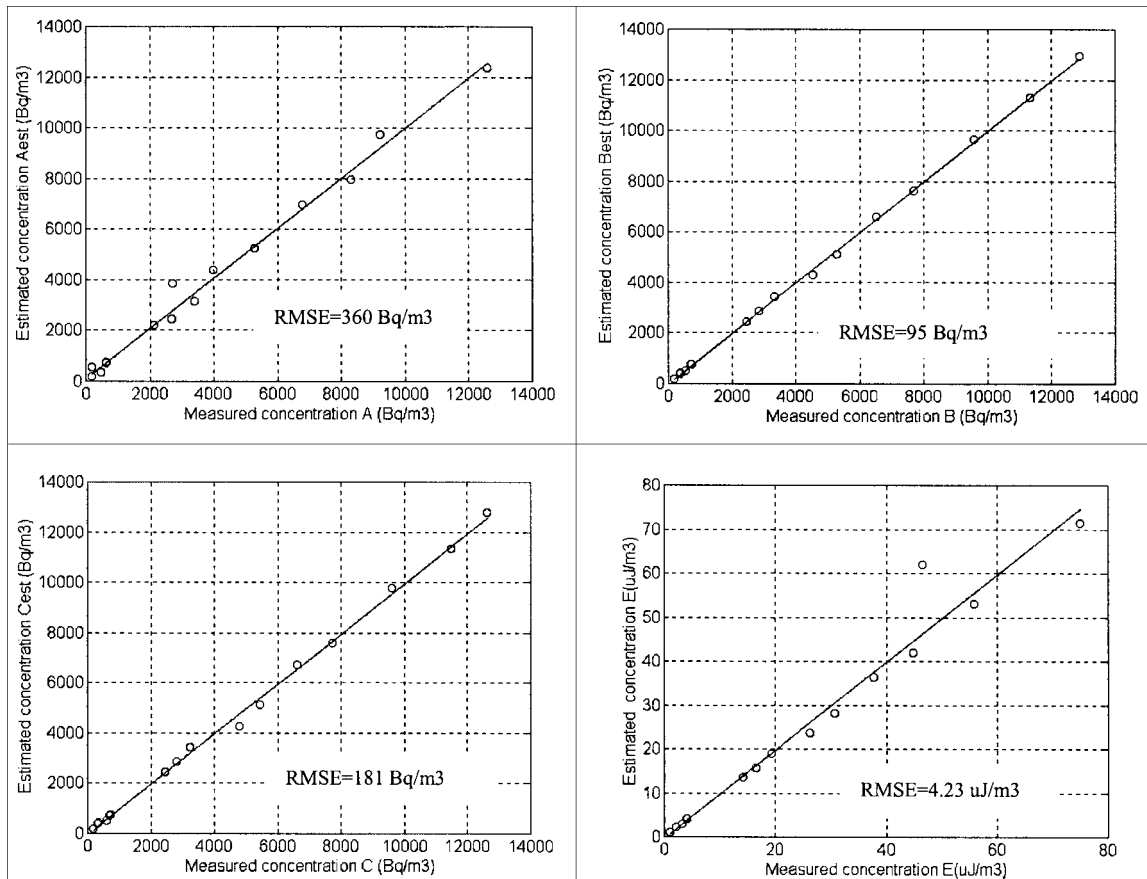 14000
12000
10000
8000
6000
4000
2000
0
Estimated concentration Aest (Bq/m3)
RMSE=360 Bq/m3
0 2000 4000 6000 8000 10000 12000 14000
Measured concentration A (Bq/m3)
14000
12000
10000
8000
6000
4000
2000
0
Estimated concentration Best (Bq/m3)
RMSE=95 Bq/m3
0 2000 4000 6000 8000 10000 12000 14000
Measured concentration B (Bq/m3)
14000
12000
10000
8000
6000
4000
2000
0
Estimated concentration Cest (Bq/m3)
RMSE=181 Bq/m3
0 2000 4000 6000 8000 10000 12000 14000
Measured concentration C (Bq/m3)
80
70
60
50
40
30
20
10
0
Estimated concentration E(uJ/m3)
RMSE=4.23 uJ/m3
0 20 40 60 80
Measured concentration E(uJ/m3)